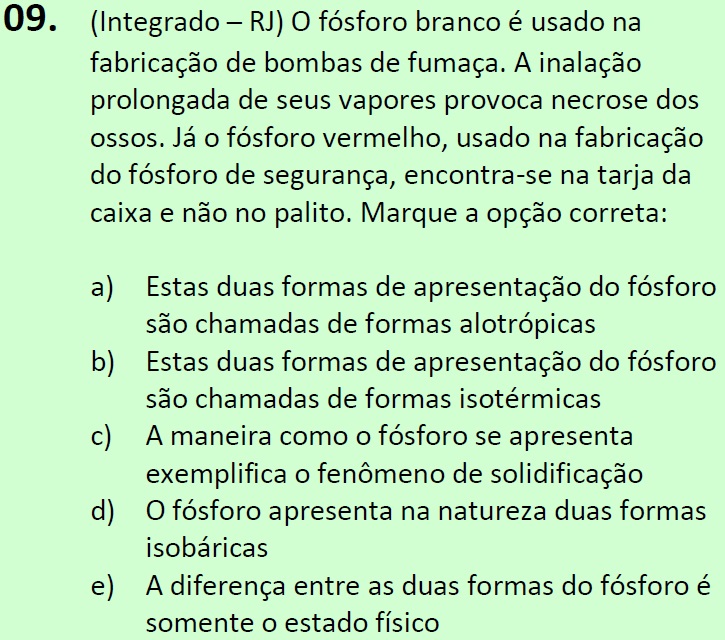 09. (Integrado – RJ) O fósforo branco é usado na
fabricação de bombas de fumaça. A inalação
prolongada de seus vapores provoca necrose dos
ossos. Já o fósforo vermelho, usado na fabricação
do fósforo de segurança, encontra-se na tarja da
caixa e não no palito. Marque a opção correta:
a) Estas duas formas de apresentação do fósforo
são chamadas de formas alotrópicas
b) Estas duas formas de apresentação do fósforo
são chamadas de formas isotérmicas
c) A maneira como o fósforo se apresenta
exemplifica o fenômeno de solidificação
d) O fósforo apresenta na natureza duas formas
isobáricas
e) A diferença entre as duas formas do fósforo é
somente o estado físico